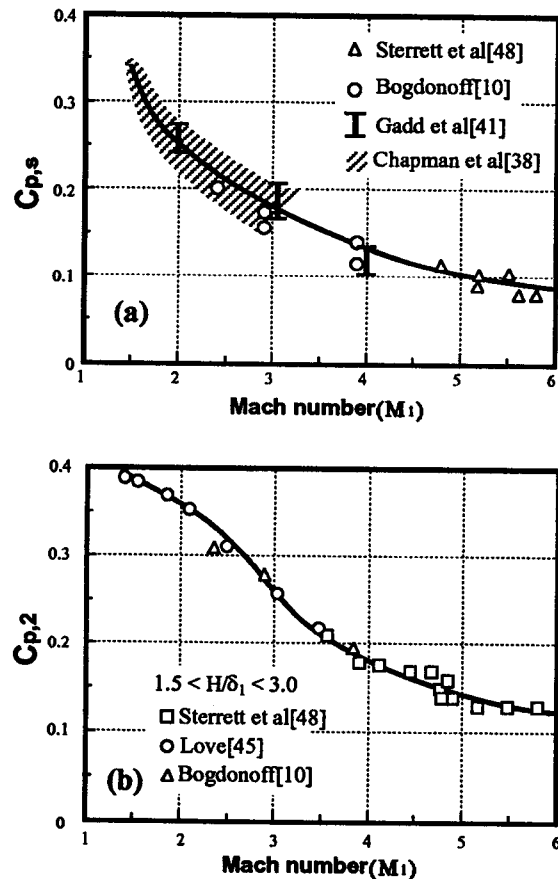 0.4
0.3
0.2
0.1
0
Cp,s
Sterrett et al[48]
Bogdonoff[10]
Gadd et al[41]
Chapman et al[38]
(a)
1 2 3 4 5 6
Mach number(M1)
0.4
0.3
0.2
0.1
0
Cp,2
1.5 < H/δ1 < 3.0
Sterrett et al[48]
Love[45]
Bogdonoff[10]
(b)
1 2 3 4 5 6
Mach number(M1)